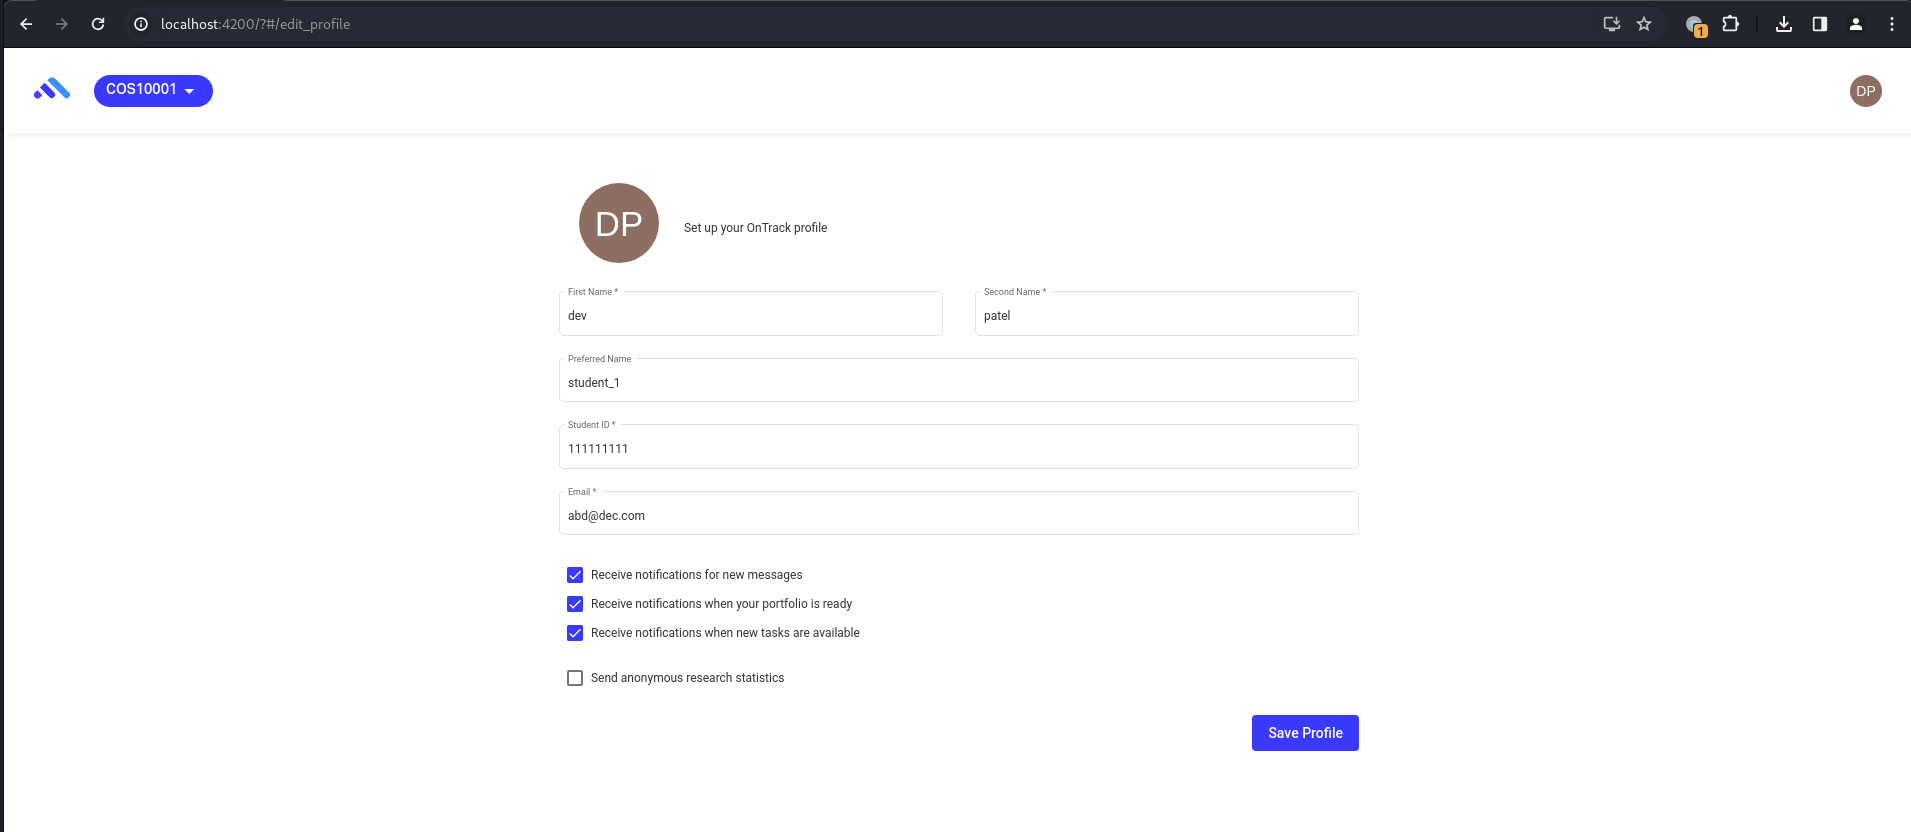 localhost:4200/?#/edit_profile
1
COS10001
DP
DP
Set up your OnTrack profile
First Name *
dev
Second Name *
patel
Preferred Name
student_1
Student ID *
111111111
Email *
abd@dec.com
Receive notifications for new messages
Receive notifications when your portfolio is ready
Receive notifications when new tasks are available
Send anonymous research statistics
Save Profile